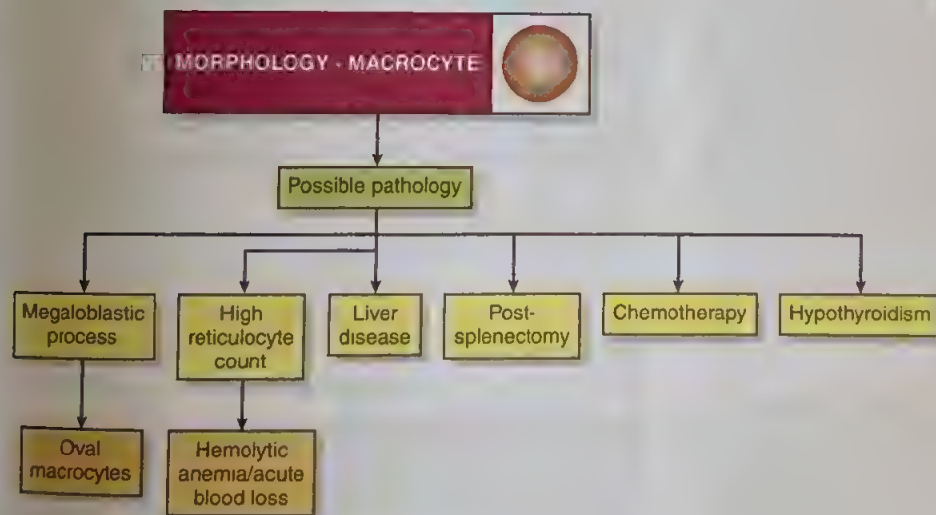 MORPHOLOGY - MACROCYTE
Possible pathology
Megaloblastic
process
High
reticulocyte
count
Liver
disease
Post-
splenectomy
Chemotherapy
Hypothyroidism
Oval
macrocytes
Hemolytic
anemia/acute
blood loss